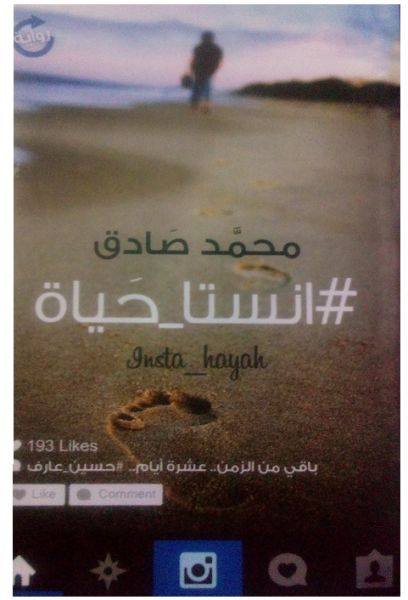 رواية
محمَّد صَادق
#انستا_حَياة
Insta_hayah
193 Likes
باقي من الزمن.. عشرة أيام.. #حسين_عارف
Like
Comment